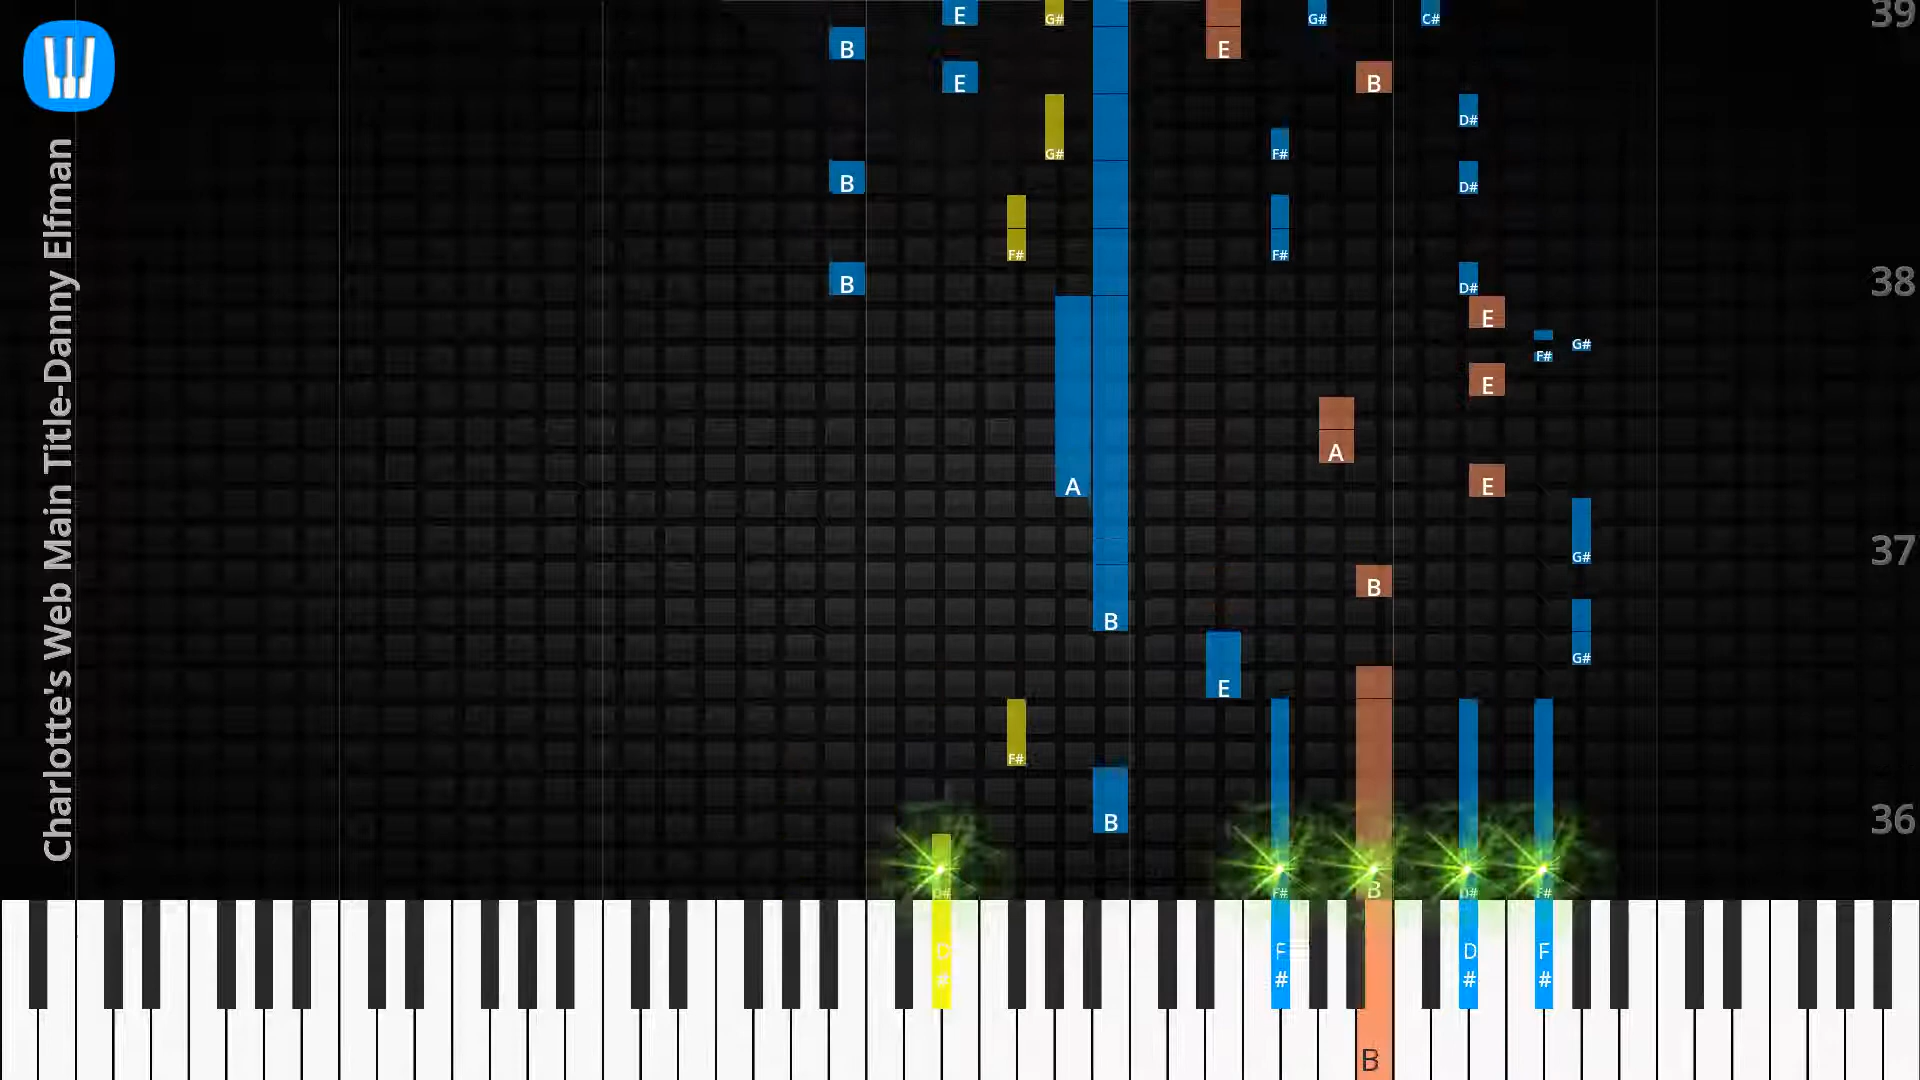 Charlotte's Web Main Title-Danny Elfman
E G# G# C# 39
B E
E B
D#
G# F#
B D#
F# F#
B D# 38
E
F# G#
E
A
A E
G# 37
B
B
G#
E
F#
B 36
D# F# B D# F#
D F D F
# # # #
B